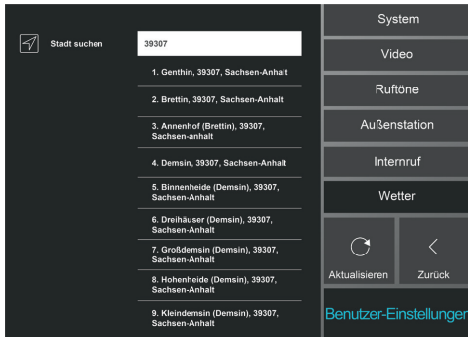 Stadt suchen
39307
1. Genthin, 39307, Sachsen-Anhalt
2. Brettin, 39307, Sachsen-Anhalt
3. Annenhof (Brettin), 39307,
Sachsen-anhalt
4. Demsin, 39307, Sachsen-Anhalt
5. Binnenheide (Demsin), 39307,
Sachsen-Anhalt
6. Dreihäuser (Demsin), 39307,
Sachsen-Anhalt
7. Großdemsin (Demsin), 39307,
Sachsen-Anhalt
8. Hohenheide (Demsin), 39307,
Sachsen-Anhalt
9. Kleindemsin (Demsin), 39307,
Sachsen-Anhalt
System
Video
Ruftöne
Außenstation
Internruf
Wetter
Aktualisieren
Zurück
Benutzer-Einstellungen